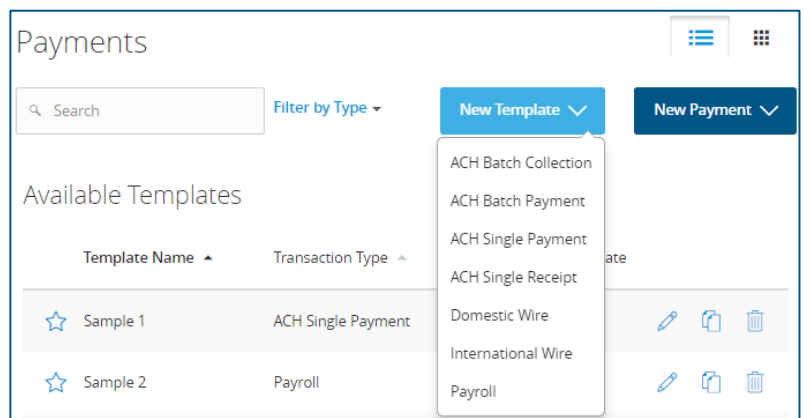 Payments
Search
Filter by Type
New Template
New Payment
ACH Batch Collection
ACH Batch Payment
ACH Single Payment
ACH Single Receipt
Domestic Wire
International Wire
Payroll
Available Templates
Template Name Transaction Type ate
Sample 1 ACH Single Payment
Sample 2 Payroll